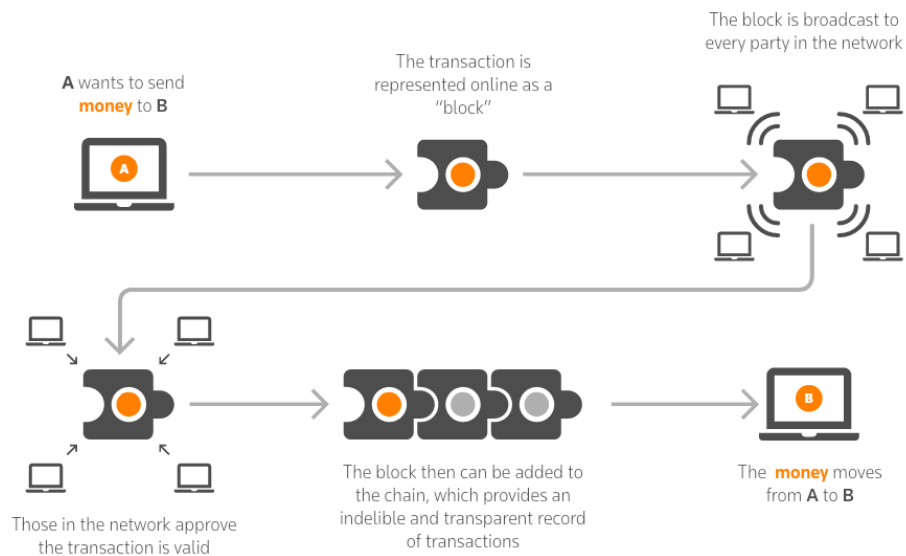 A wants to send
money to B
A
The transaction is
represented online as a
“block”
The block is broadcast to
every party in the network
Those in the network approve
the transaction is valid
The block then can be added to
the chain, which provides an
indelible and transparent record
of transactions
B
The money moves
from A to B